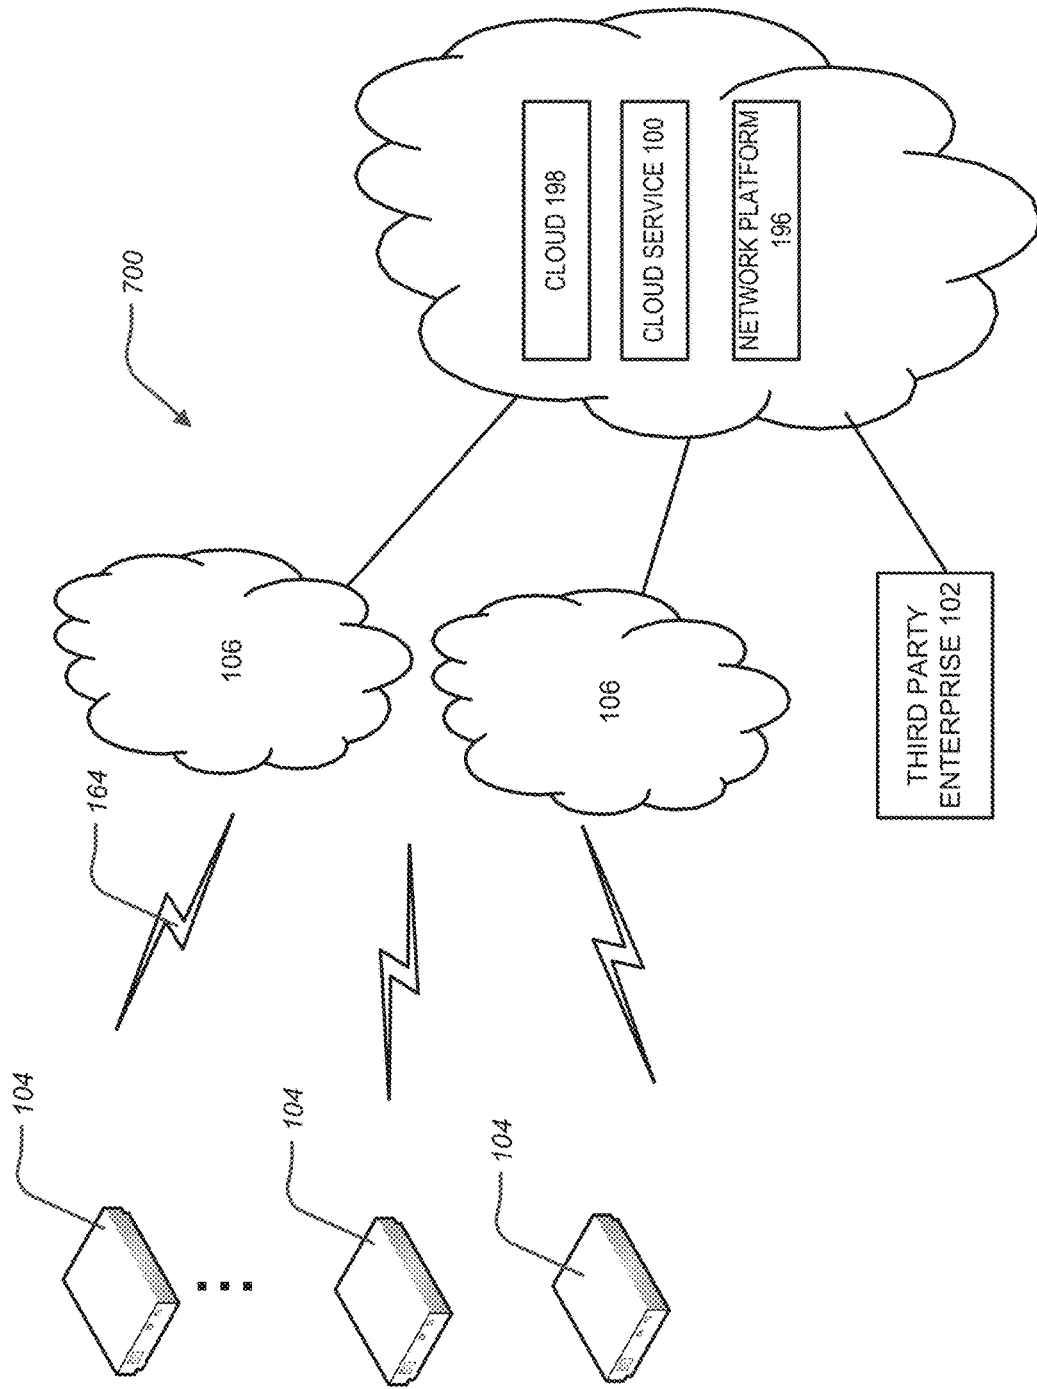 700
104
164
106
104
106
104
CLOUD 198
CLOUD SERVICE 100
NETWORK PLATFORM
196
THIRD PARTY
ENTERPRISE 102